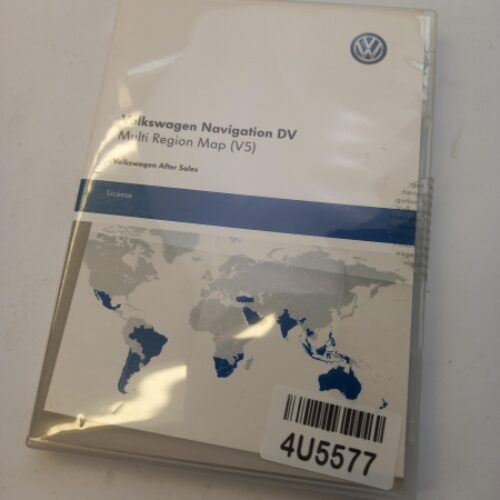 Volkswagen Navigation DV
Multi Region Map (V5)
Volkswagen After Sales
License
4U5577